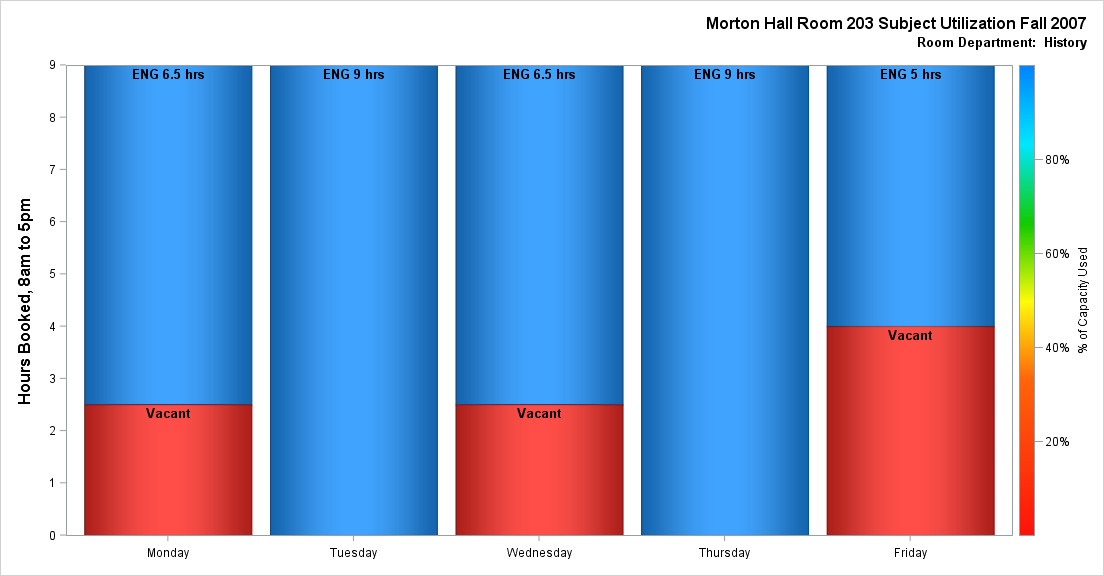 Morton Hall Room 203 Subject Utilization Fall 2007
Room Department:  History
Hours Booked, 8am to 5pm
9
8
7
6
5
4
3
2
1
0
ENG 6.5 hrs
ENG 9 hrs
ENG 6.5 hrs
ENG 9 hrs
ENG 5 hrs
Vacant
Vacant
Vacant
Monday
Tuesday
Wednesday
Thursday
Friday
80%
60%
40%
20%
% of Capacity Used